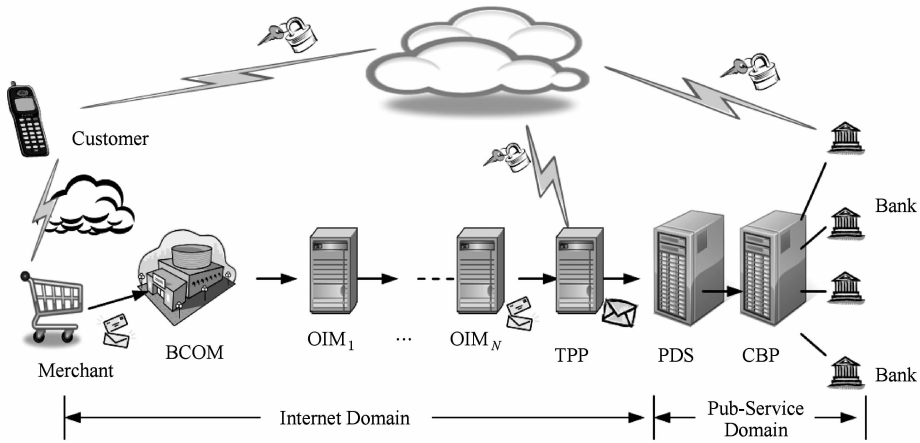 Customer
Bank
Merchant
BCOM
OIM1
...
OIMN
TPP
PDS
CBP
Bank
Internet Domain
Pub-Service
Domain